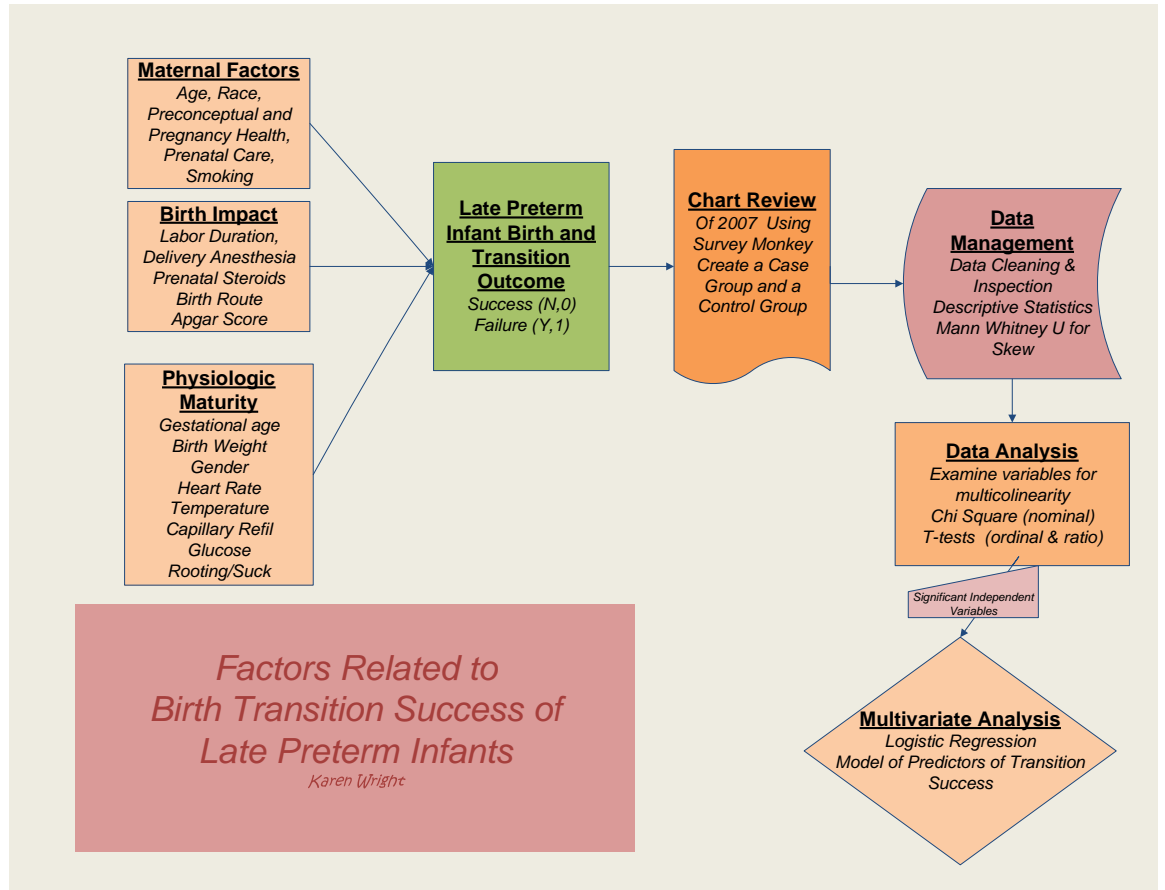 Maternal Factors
Age, Race,
Preconceptual and
Pregnancy Health,
Prenatal Care,
Smoking
Birth Impact
Labor Duration,
Delivery Anesthesia
Prenatal Steroids
Birth Route
Apgar Score
Physiologic
Maturity
Gestational age
Birth Weight
Gender
Heart Rate
Temperature
Capillary Refil
Glucose
Rooting/Suck
Late Preterm
Infant Birth and
Transition
Outcome
Success (N,0)
Failure (Y,1)
Chart Review
Of 2007 Using
Survey Monkey
Create a Case
Group and a
Control Group
Data
Management
Data Cleaning &
Inspection
Descriptive Statistics
Mann Whitney U for
Skew
Data Analysis
Examine variables for
multicolinearity
Chi Square (nominal)
T-tests (ordinal & ratio)
Significant Independent
Variables
Multivariate Analysis
Logistic Regression
Model of Predictors of Transition
Success
Factors Related to
Birth Transition Success of
Late Preterm Infants
Karen Wright